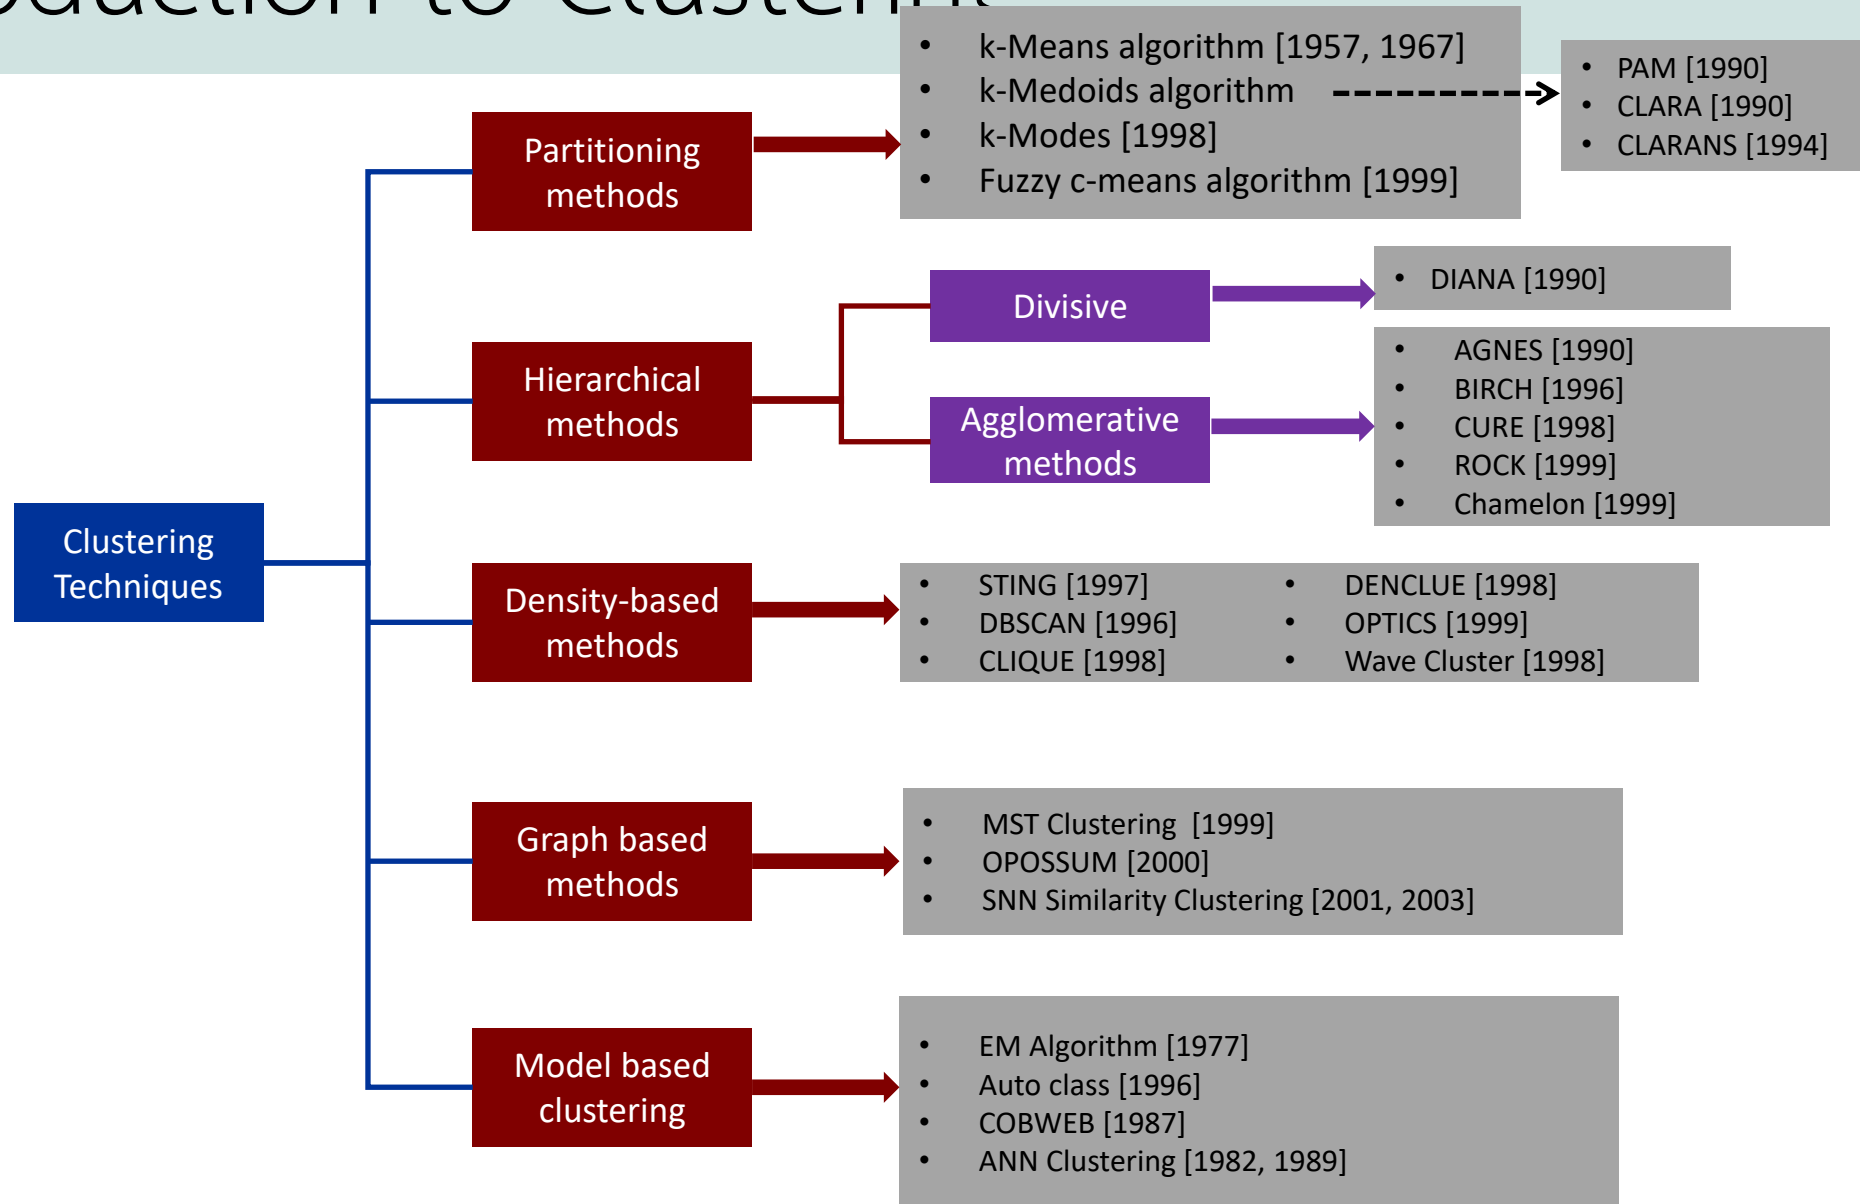 oduction to Clustering
• k-Means algorithm [1957, 1967]
• k-Medoids algorithm
• k-Modes [1998]
• Fuzzy c-means algorithm [1999]
• PAM [1990]
• CLARA [1990]
• CLARANS [1994]
Partitioning
methods
Divisive
• DIANA [1990]
Hierarchical
methods
Agglomerative
methods
• AGNES [1990]
• BIRCH [1996]
• CURE [1998]
• ROCK [1999]
• Chamelon [1999]
Clustering
Techniques
Density-based
methods
• STING [1997]
• DBSCAN [1996]
• CLIQUE [1998]
• DENCLUE [1998]
• OPTICS [1999]
• Wave Cluster [1998]
Graph based
methods
• MST Clustering [1999]
• OPOSSUM [2000]
• SNN Similarity Clustering [2001, 2003]
Model based
clustering
• EM Algorithm [1977]
• Auto class [1996]
• COBWEB [1987]
• ANN Clustering [1982, 1989]